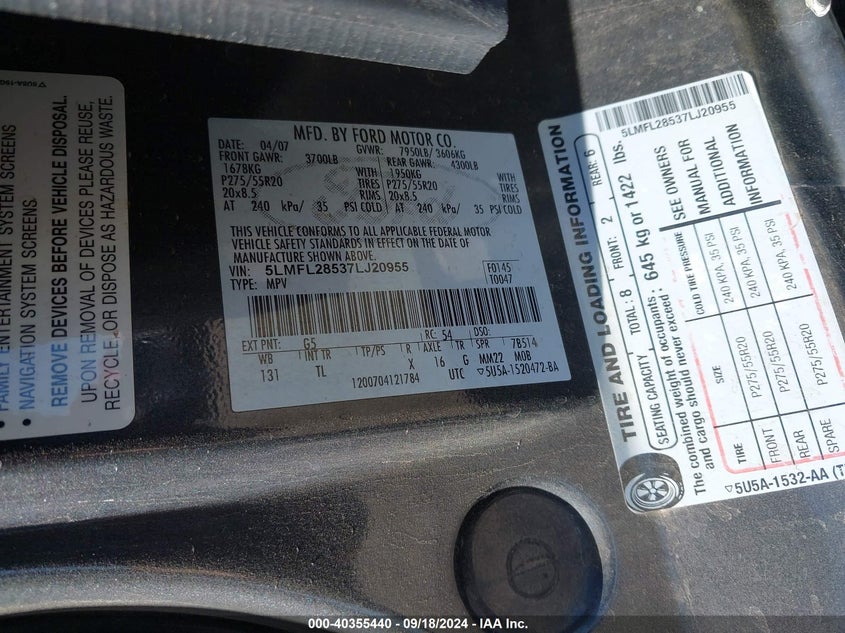 5U5A-19G
FAMILY ENTERTAINMENT SYSTEM SCREENS
• NAVIGATION SYSTEM SCREENS
REMOVE DEVICES BEFORE VEHICLE DISPOSAL.
UPON REMOVAL OF DEVICES PLEASE REUSE,
RECYCLE OR DISPOSE AS HAZARDOUS WASTE.
MFD. BY FORD MOTOR CO.
DATE: 04/07 GVWR: 7950LB/ 3606KG
FRONT GAWR: 3700LB REAR GAWR: 4300LB
1678KG WITH 1950KG WITH
P275/55R20 TIRES P275/55R20 TIRES
20x8.5 RIMS 20x8.5 RIMS
AT 240 kPa/ 35 PSI COLD AT 240 kPa/ 35 PSI COLD
THIS VEHICLE CONFORMS TO ALL APPLICABLE FEDERAL MOTOR
VEHICLE SAFETY STANDARDS IN EFFECT ON THE DATE OF
MANUFACTURE SHOWN ABOVE.
VIN: 5LMFL28537LJ20955 F0145
TYPE: MPV T0047
EXT PNT: G5 RC: 54 DSO:
WB INT TR TP/PS R AXLE TR SPR 7B514
131 TL X 16 G MM22 MOB
1200704121784 UTC ▽5U5A-1520472-BA
5LMFL28537LJ20955
TIRE AND LOADING INFORMATION
SEATING CAPACITY TOTAL: 8 FRONT: 2 REAR: 6
The combined weight of occupants and cargo should never exceed: 645 kg or 1422 lbs.
TIRE SIZE COLD TIRE PRESSURE
FRONT P275/55R20 240 KPA, 35 PSI
REAR P275/55R20 240 KPA, 35 PSI
SPARE P275/55R20 240 KPA, 35 PSI
SEE OWNERS
MANUAL FOR
ADDITIONAL
INFORMATION
▽5U5A-1532-AA (T
000-40355440 - 09/18/2024 - IAA Inc.